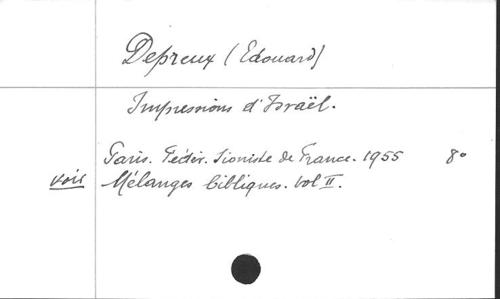 Depreux (Edouard)
Impressions d'Israël.
Paris. Fédér. Sioniste de France. 1955 8°
voir Mélanges bibliques. Vol II.